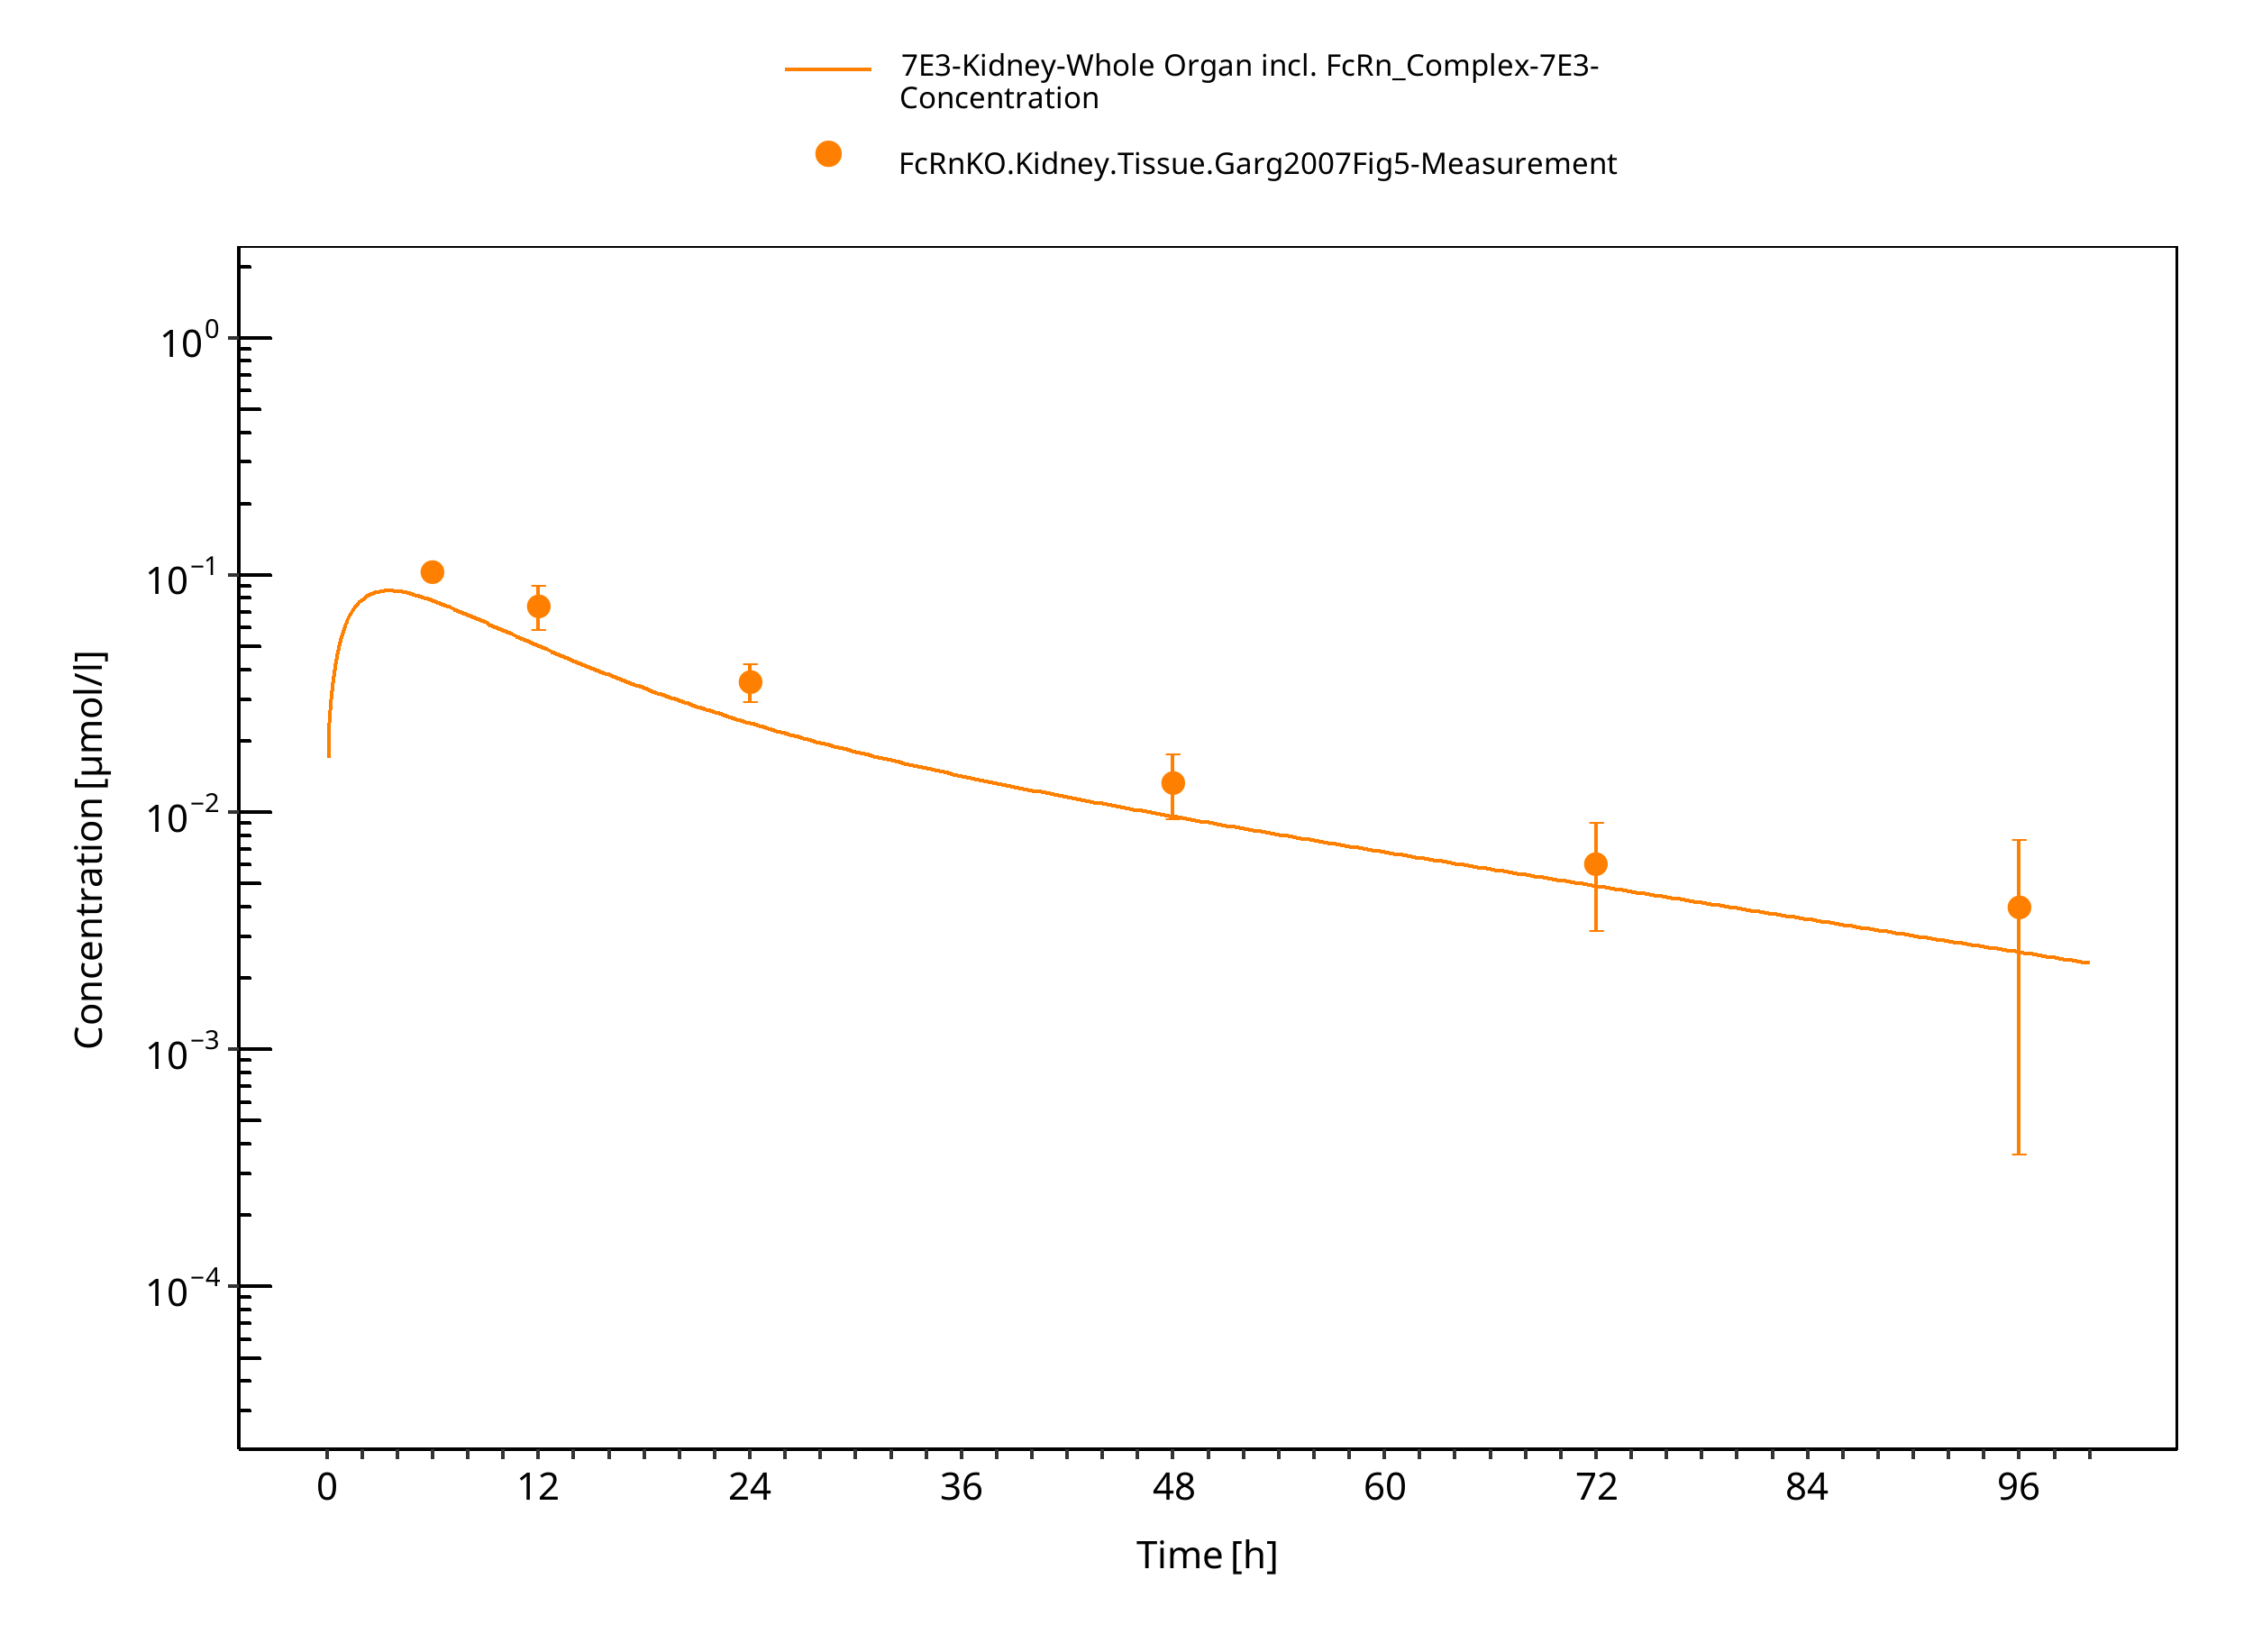 7E3-Kidney-Whole Organ incl. FcRn_Complex-7E3-
Concentration
FcRnKO.Kidney.Tissue.Garg2007Fig5-Measurement
Concentration [µmol/l]
10^0
10^−1
10^−2
10^−3
10^−4
0 12 24 36 48 60 72 84 96
Time [h]